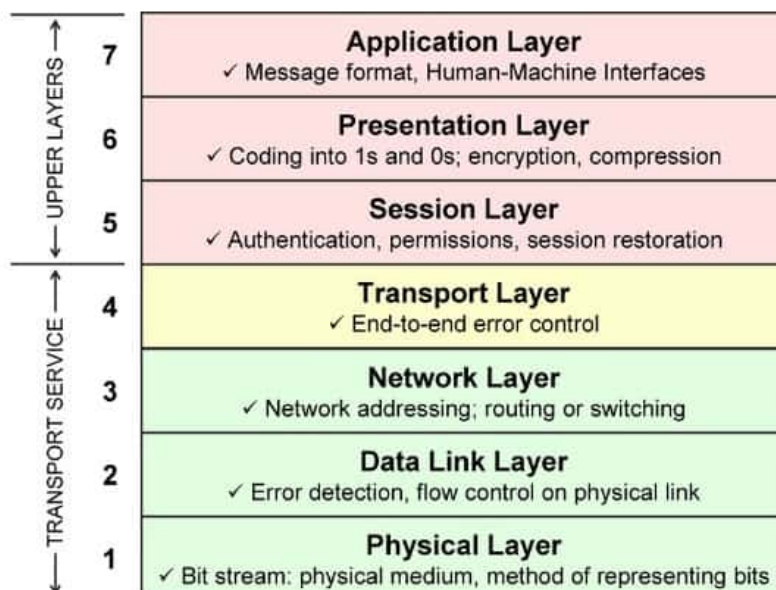 UPPER LAYERS
7
Application Layer
✓ Message format, Human-Machine Interfaces
6
Presentation Layer
✓ Coding into 1s and 0s; encryption, compression
5
Session Layer
✓ Authentication, permissions, session restoration
TRANSPORT SERVICE
4
Transport Layer
✓ End-to-end error control
3
Network Layer
✓ Network addressing; routing or switching
2
Data Link Layer
✓ Error detection, flow control on physical link
1
Physical Layer
✓ Bit stream: physical medium, method of representing bits